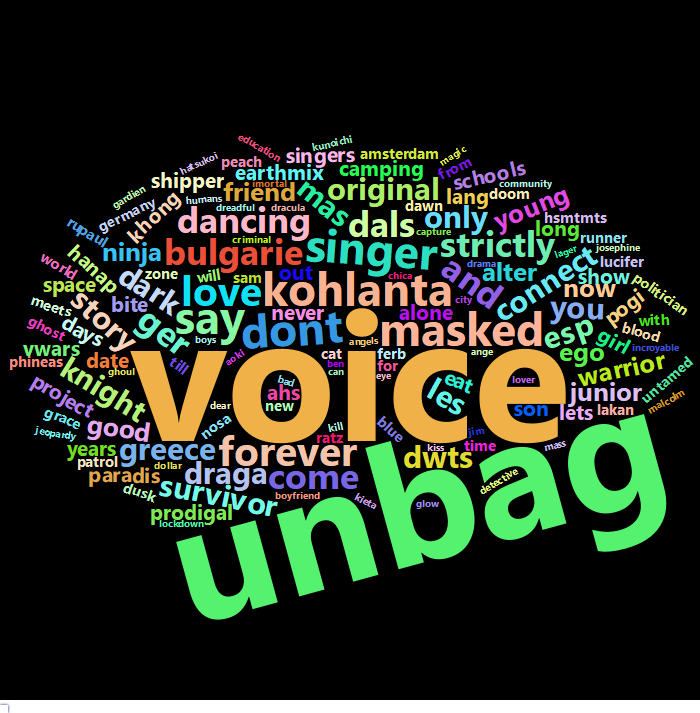 education
kunoichi
magic
hatsukoi
peach
singers
amsterdam
earthmix
camping
from
schools
shipper
friend
imortal
mas
original
community
gardien
humans
dreadful
dracula
dawn
lang
doom
young
germany
khong
dancing
dals
only
capture
hsmtmts
long
rupaul
ninja
bulgarie
criminal
singer
strictly
runner
josephine
hanap
world
zone
will
sam
out
chica
drama
and
alter
lager
lucifer
connect
show
politician
space
dark
love
kohlanta
city
now
pogi
meets
story
bite
say
never
alone
you
with
ghost
days
ger
dont
masked
esp
girl
blood
boys
angels
vwars
till
aoki
voice
cat
ferb
ange
ego
incroyable
phineas
date
ghoul
ben
can
for
eye
warrior
untamed
project
knight
bad
ahs
new
les
eat
lover
junior
malcolm
grace
good
dear
son
lets
lakan
jeopardy
nosa
kill
ratz
blue
jim
years
patrol
greece
forever
kiss
time
mass
dollar
dwts
paradis
draga
come
detective
dusk
survivor
boyfriend
kieta
glow
prodigal
lockdown
unbag